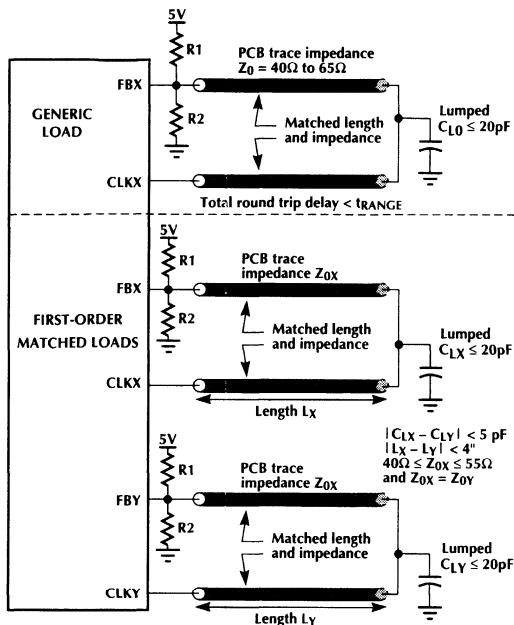 5V
R1
R2
FBX
GENERIC
LOAD
CLKX
PCB trace impedance
Z0 = 40Ω to 65Ω
Matched length
and impedance
Lumped
CL0 ≤ 20pF
Total round trip delay < tRANGE
5V
R1
R2
FBX
FIRST-ORDER
MATCHED LOADS
CLKX
PCB trace
impedance Z0X
Matched length
and impedance
Lumped
CLX ≤ 20pF
Length LX
|CLX – CLY| < 5 pF
|LX – LY| < 4"
40Ω ≤ Z0X ≤ 55Ω
and Z0X = Z0Y
5V
R1
R2
FBY
CLKY
PCB trace
impedance Z0X
Matched length
and impedance
Lumped
CLY ≤ 20pF
Length LY